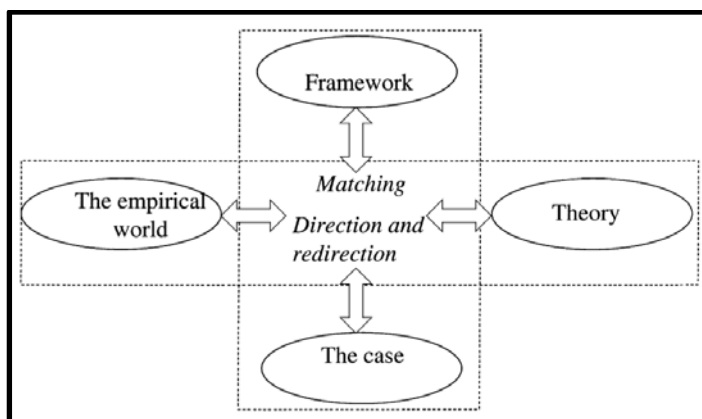 Framework
Matching
The empirical
world
Theory
Direction and
redirection
The case